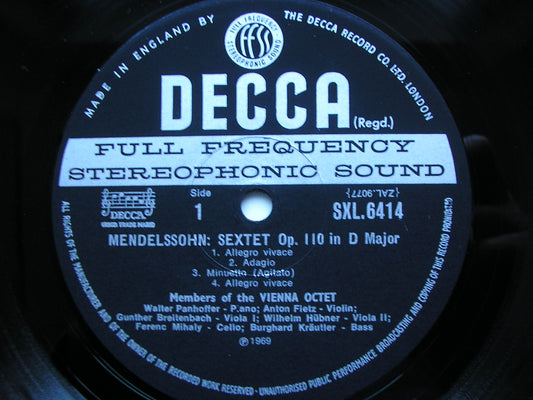 MADE IN ENGLAND BY
FULL FREQUENCY
ffss
STEREOPHONIC SOUND
THE DECCA RECORD CO. LTD. LONDON
DECCA (Regd.)
FULL FREQUENCY
STEREOPHONIC SOUND
DECCA
Side
1
{ZAL.9077}
SXL.6414
MENDELSSOHN: SEXTET Op. 110 in D Major
1. Allegro vivace
2. Adagio
3. Minuetto (Agitato)
4. Allegro vivace
Members of the VIENNA OCTET
Walter Panhoffer - Piano; Anton Fietz - Violin;
Gunther Breitenbach - Viola I; Wilhelm Hübner - Viola II;
Ferenc Mihaly - Cello; Burghard Kräutler - Bass
℗ 1969
ALL RIGHTS OF THE MANUFACTURER AND OF THE OWNER OF THE RECORDED WORK RESERVED · UNAUTHORISED PUBLIC PERFORMANCE BROADCASTING AND COPYING OF THIS RECORD PROHIBITED